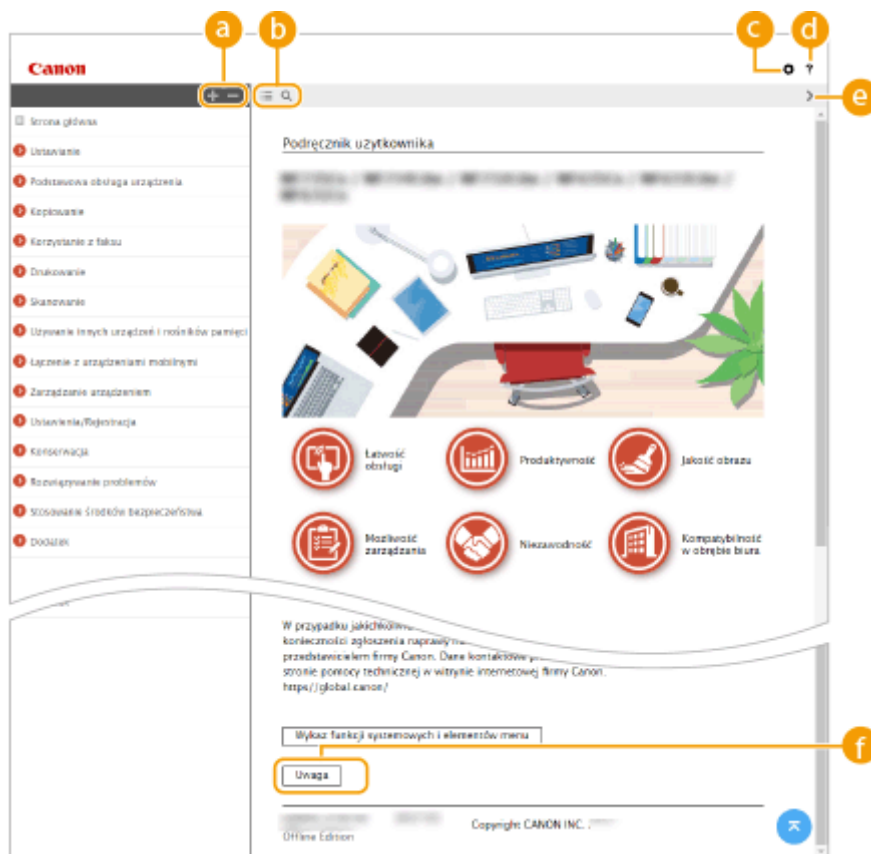 a b c d
Canon
?
e
+ −
Strona główna
Ustawianie
Podstawowa obsługa urządzenia
Kopiowanie
Korzystanie z faksu
Drukowanie
Skanowanie
Używanie innych urządzeń i nośników pamięci
Łączenie z urządzeniami mobilnymi
Zarządzanie urządzeniem
Ustawienia/Rejestracja
Konserwacja
Rozwiązywanie problemów
Stosowanie środków bezpieczeństwa
Dodatek
Podręcznik użytkownika
Łatwość
obsługi
Produktywność
Jakość obrazu
Możliwość
zarządzania
Niezawodność
Kompatybilność
w obrębie biura
W przypadku
konieczności zgłoszenia naprawy
przedstawicielem firmy Canon. Dane kontaktowe
stronie pomocy technicznej w witrynie internetowej firmy Canon.
https://global.canon/
Wykaz funkcji systemowych i elementów menu
f
Uwaga
Copyright CANON INC.
Offline Edition